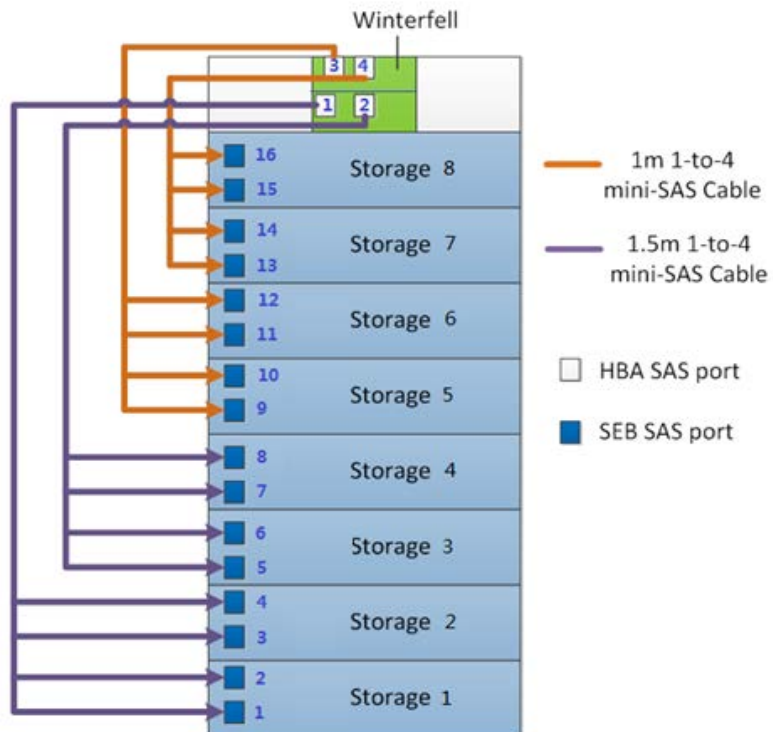 Winterfell
3 4
1 2
16
Storage 8
15
14
Storage 7
13
12
Storage 6
11
10
Storage 5
9
8
Storage 4
7
6
Storage 3
5
4
Storage 2
3
2
Storage 1
1
1m 1-to-4
mini-SAS Cable
1.5m 1-to-4
mini-SAS Cable
HBA SAS port
SEB SAS port